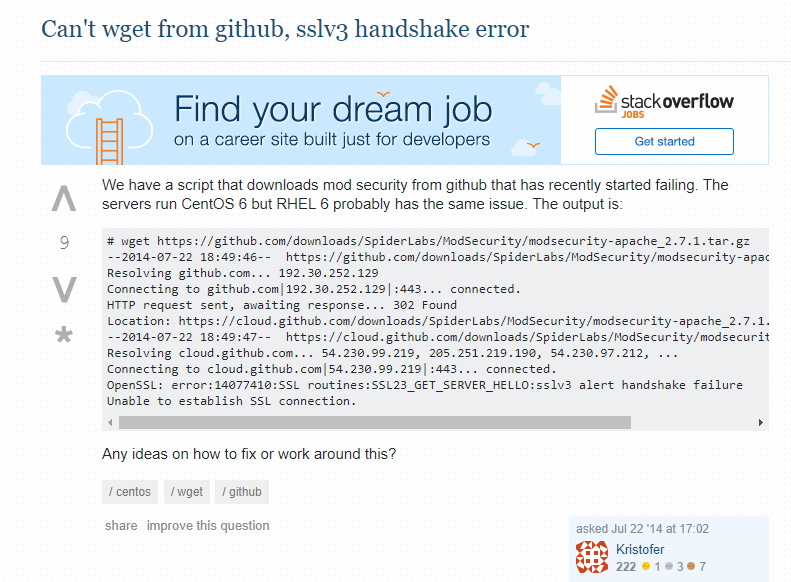 Can't wget from github, sslv3 handshake error
Find your dream job
on a career site built just for developers
stackoverflow
JOBS
Get started
We have a script that downloads mod security from github that has recently started failing. The
servers run CentOS 6 but RHEL 6 probably has the same issue. The output is:
9
# wget https://github.com/downloads/SpiderLabs/ModSecurity/modsecurity-apache_2.7.1.tar.gz
--2014-07-22 18:49:46--  https://github.com/downloads/SpiderLabs/ModSecurity/modsecurity-apac
Resolving github.com... 192.30.252.129
Connecting to github.com|192.30.252.129|:443... connected.
HTTP request sent, awaiting response... 302 Found
Location: https://cloud.github.com/downloads/SpiderLabs/ModSecurity/modsecurity-apache_2.7.1.
--2014-07-22 18:49:47--  https://cloud.github.com/downloads/SpiderLabs/ModSecurity/modsecurit
Resolving cloud.github.com... 54.230.99.219, 205.251.219.190, 54.230.97.212, ...
Connecting to cloud.github.com|54.230.99.219|:443... connected.
OpenSSL: error:14077410:SSL routines:SSL23_GET_SERVER_HELLO:sslv3 alert handshake failure
Unable to establish SSL connection.
Any ideas on how to fix or work around this?
/ centos / wget / github
share improve this question
asked Jul 22 '14 at 17:02
Kristofer
222 1 3 7